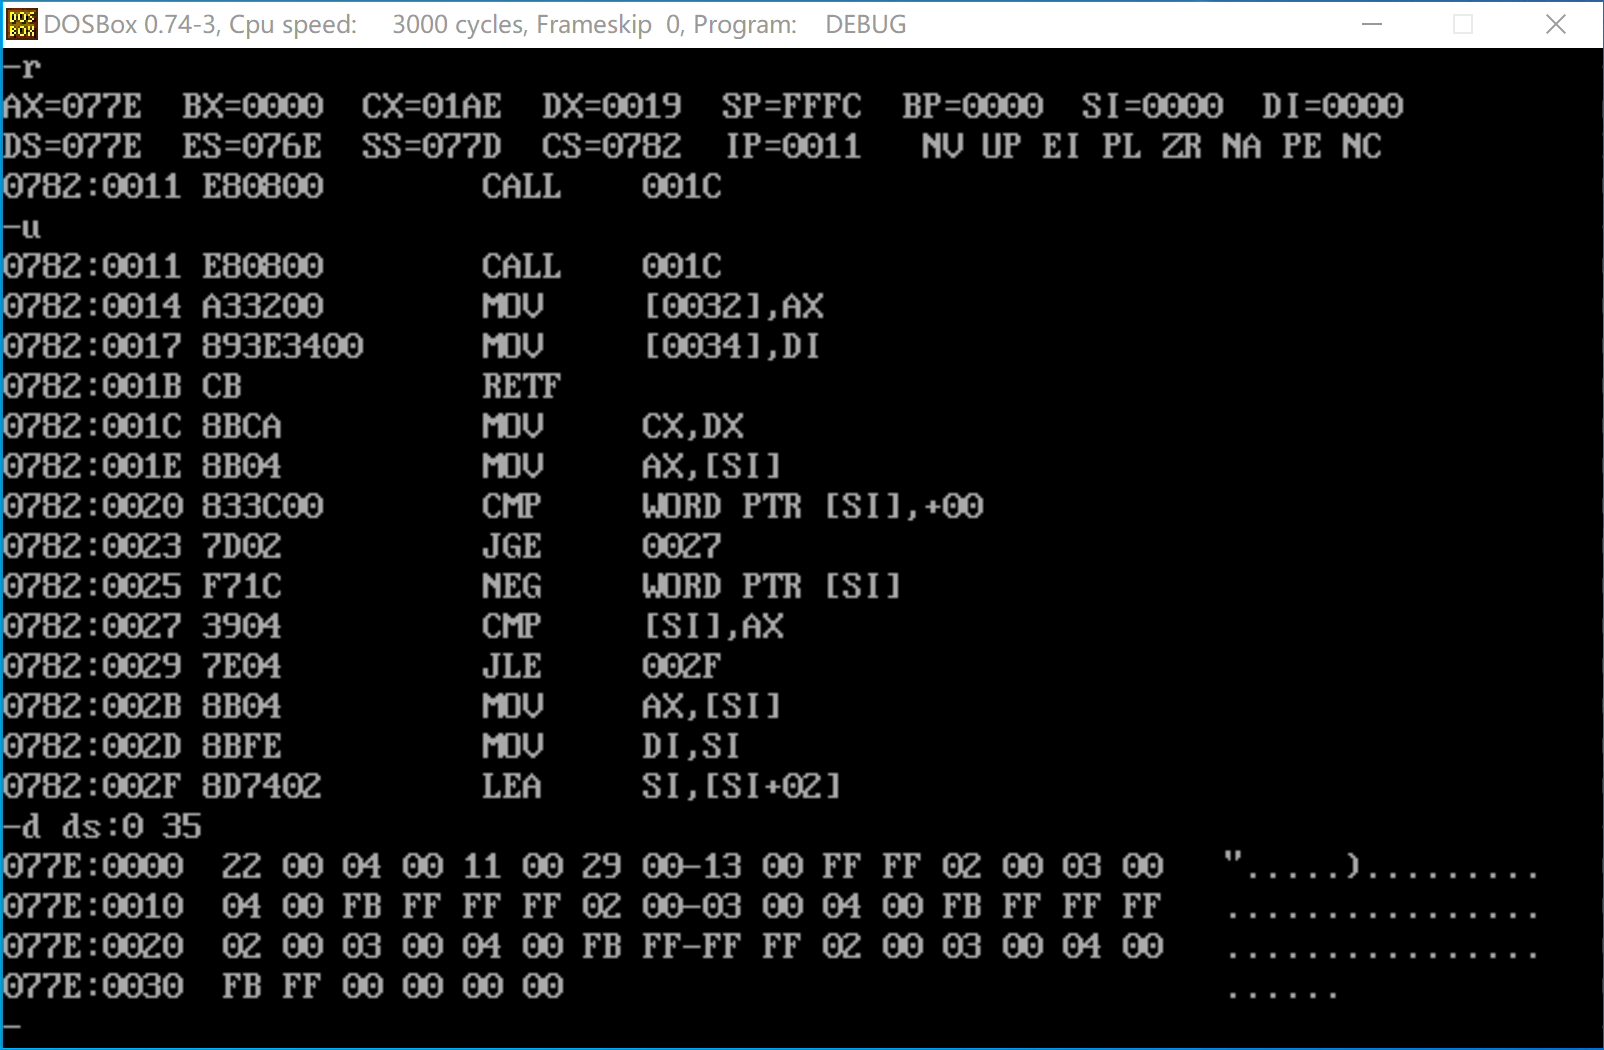 DOS BOX DOSBox 0.74-3, Cpu speed: 3000 cycles, Frameskip 0, Program: DEBUG
-r
AX=077E BX=0000 CX=01AE DX=0019 SP=FFFC BP=0000 SI=0000 DI=0000
DS=077E ES=076E SS=077D CS=0782 IP=0011 NV UP EI PL ZR NA PE NC
0782:0011 E80800 CALL 001C
-u
0782:0011 E80800 CALL 001C
0782:0014 A33200 MOV [0032],AX
0782:0017 893E3400 MOV [0034],DI
0782:001B CB RETF
0782:001C 8BCA MOV CX,DX
0782:001E 8B04 MOV AX,[SI]
0782:0020 833C00 CMP WORD PTR [SI],+00
0782:0023 7D02 JGE 0027
0782:0025 F71C NEG WORD PTR [SI]
0782:0027 3904 CMP [SI],AX
0782:0029 7E04 JLE 002F
0782:002B 8B04 MOV AX,[SI]
0782:002D 8BFE MOV DI,SI
0782:002F 8D7402 LEA SI,[SI+02]
-d ds:0 35
077E:0000 22 00 04 00 11 00 29 00-13 00 FF FF 02 00 03 00 ".....).........
077E:0010 04 00 FB FF FF FF 02 00-03 00 04 00 FB FF FF FF ................
077E:0020 02 00 03 00 04 00 FB FF-FF FF 02 00 03 00 04 00 ................
077E:0030 FB FF 00 00 00 00 ......
-